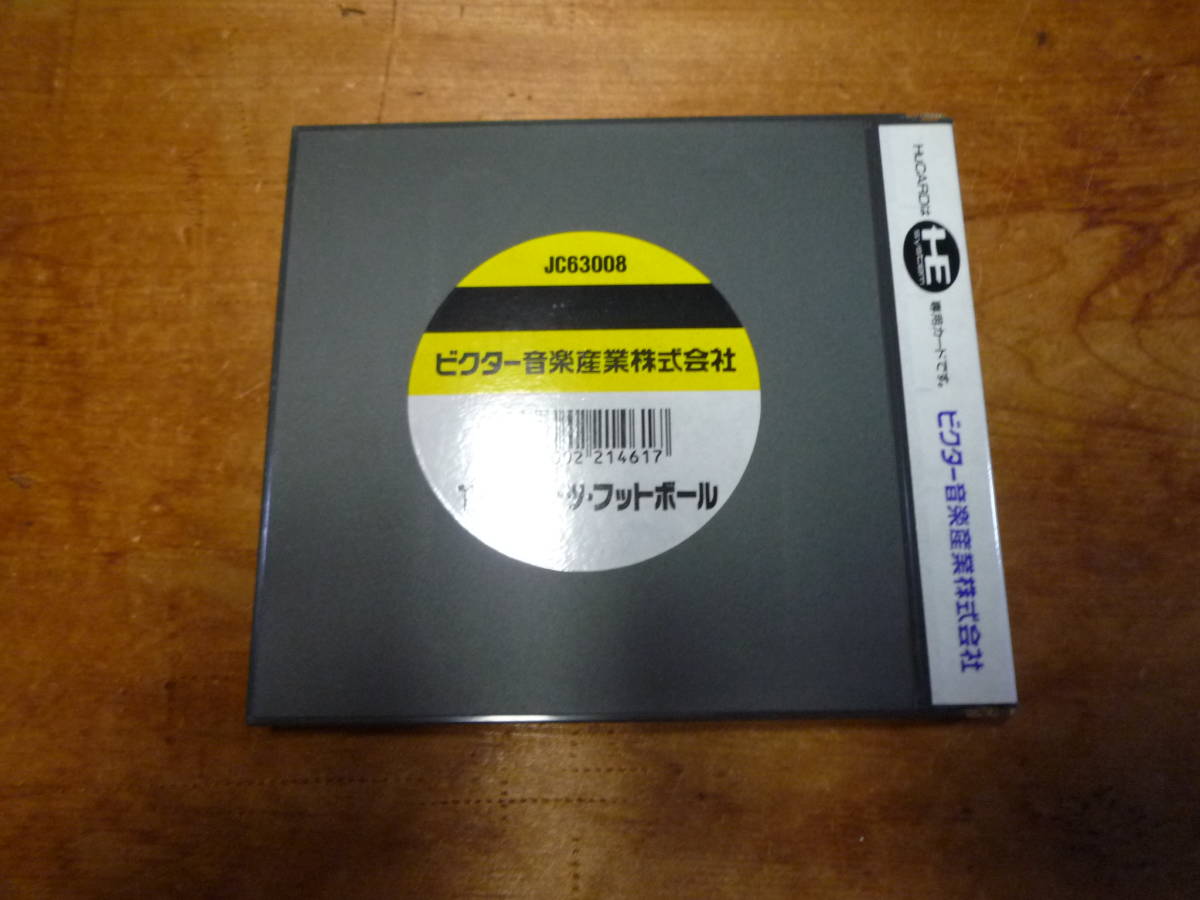 JC63008
ビクター音楽産業株式会社
214617
・フットボール
HuCARDは HE system 専用カードです。 ビクター音楽産業株式会社